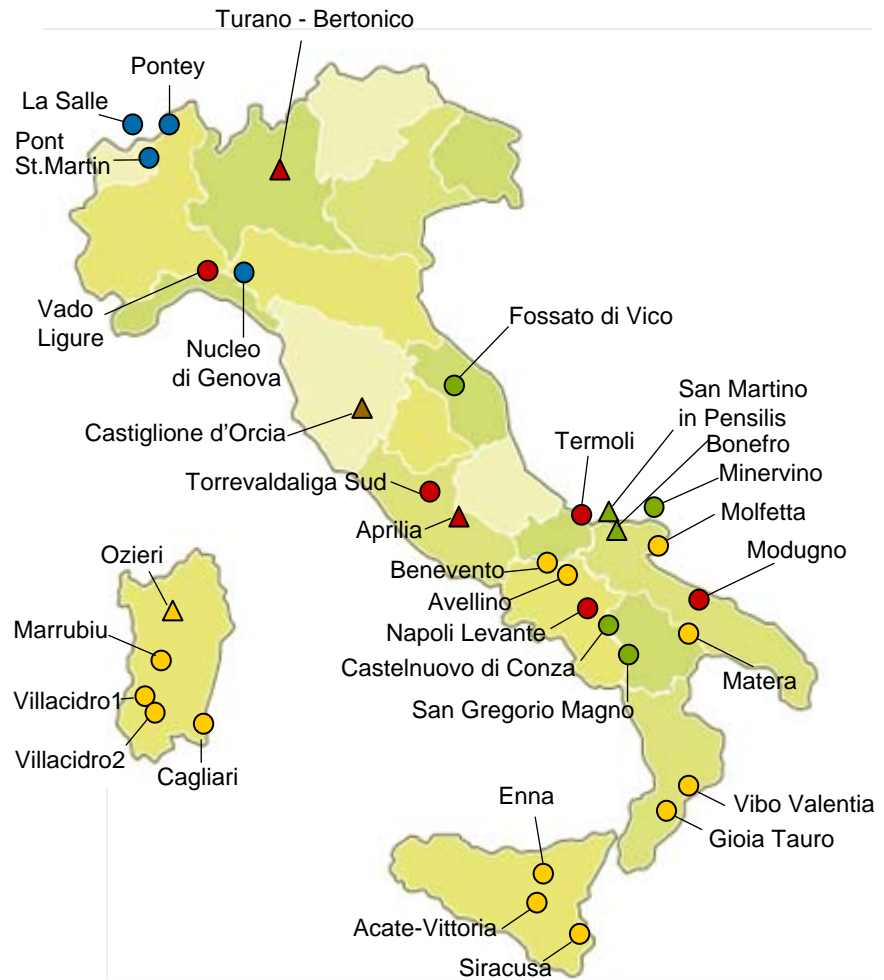 Turano - Bertonico
Pontey
La Salle
Pont
St.Martin
Vado
Ligure
Nucleo
di Genova
Fossato di Vico
San Martino
in Pensilis
Bonefro
Castiglione d'Orcia
Termoli
Minervino
Torrevaldaliga Sud
Molfetta
Aprilia
Modugno
Ozieri
Benevento
Avellino
Marrubiu
Napoli Levante
Castelnuovo di Conza
Matera
Villacidro1
San Gregorio Magno
Villacidro2
Cagliari
Enna
Vibo Valentia
Gioia Tauro
Acate-Vittoria
Siracusa